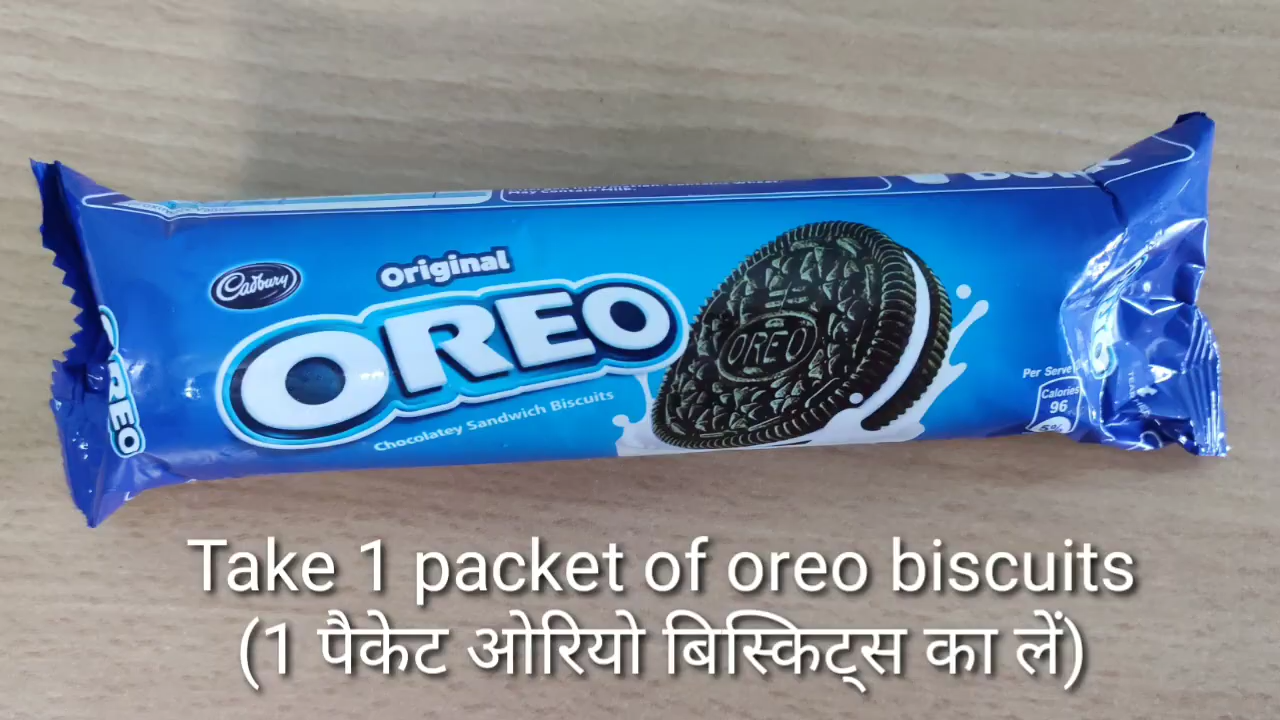 Cadbury
Original
OREO
Chocolatey Sandwich Biscuits
OREO
OREO
Per Serve
Calories
96
Take 1 packet of oreo biscuits
(1 पैकेट ओरियो बिस्किट्स का लें)